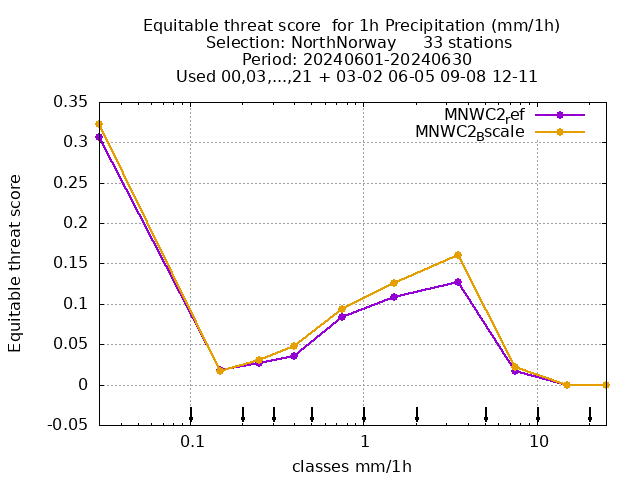 Equitable threat score  for 1h Precipitation (mm/1h)
Selection: NorthNorway     33 stations
Period: 20240601-20240630
Used 00,03,...,21 + 03-02 06-05 09-08 12-11
MNWC2ref
MNWC2Bscale
0.35
0.3
0.25
0.2
0.15
0.1
0.05
0
-0.05
Equitable threat score
0.1
1
10
classes mm/1h